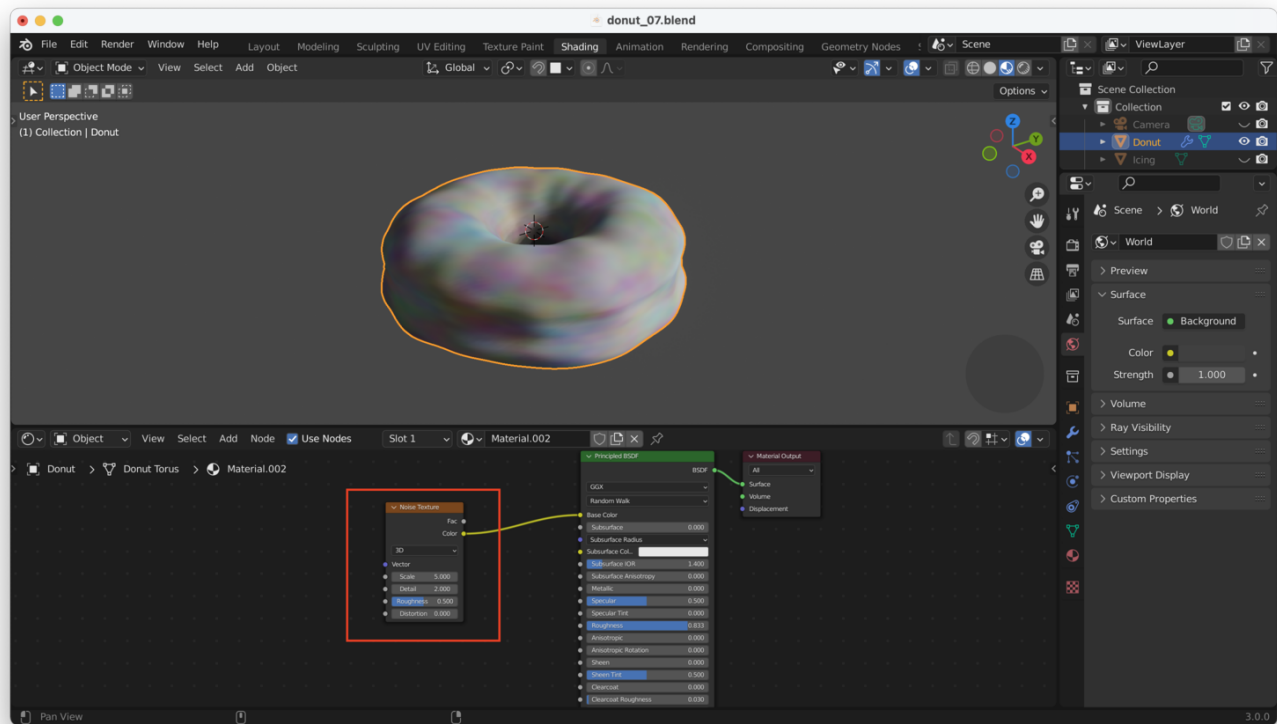 donut_07.blend
File Edit Render Window Help Layout Modeling Sculpting UV Editing Texture Paint Shading Animation Rendering Compositing Geometry Nodes Scene ViewLayer
Object Mode View Select Add Object Global
Options
User Perspective
(1) Collection | Donut
Z
Y
X
Scene Collection
Collection
Camera
Donut
Icing
Scene > World
World
Preview
Surface
Surface Background
Color
Strength 1.000
Volume
Ray Visibility
Settings
Viewport Display
Custom Properties
Object View Select Add Node Use Nodes Slot 1 Material.002
Donut > Donut Torus > Material.002
Noise Texture
Fac
Color
3D
Vector
Scale 5.000
Detail 2.000
Roughness 0.500
Distortion 0.000
Principled BSDF
BSDF
GGX
Random Walk
Base Color
Subsurface 0.000
Subsurface Radius
Subsurface Col...
Subsurface IOR 1.400
Subsurface Anisotropy 0.000
Metallic 0.000
Specular 0.500
Specular Tint 0.000
Roughness 0.833
Anisotropic 0.000
Anisotropic Rotation 0.000
Sheen 0.000
Sheen Tint 0.500
Clearcoat 0.000
Clearcoat Roughness 0.030
Material Output
All
Surface
Volume
Displacement
Pan View
3.0.0